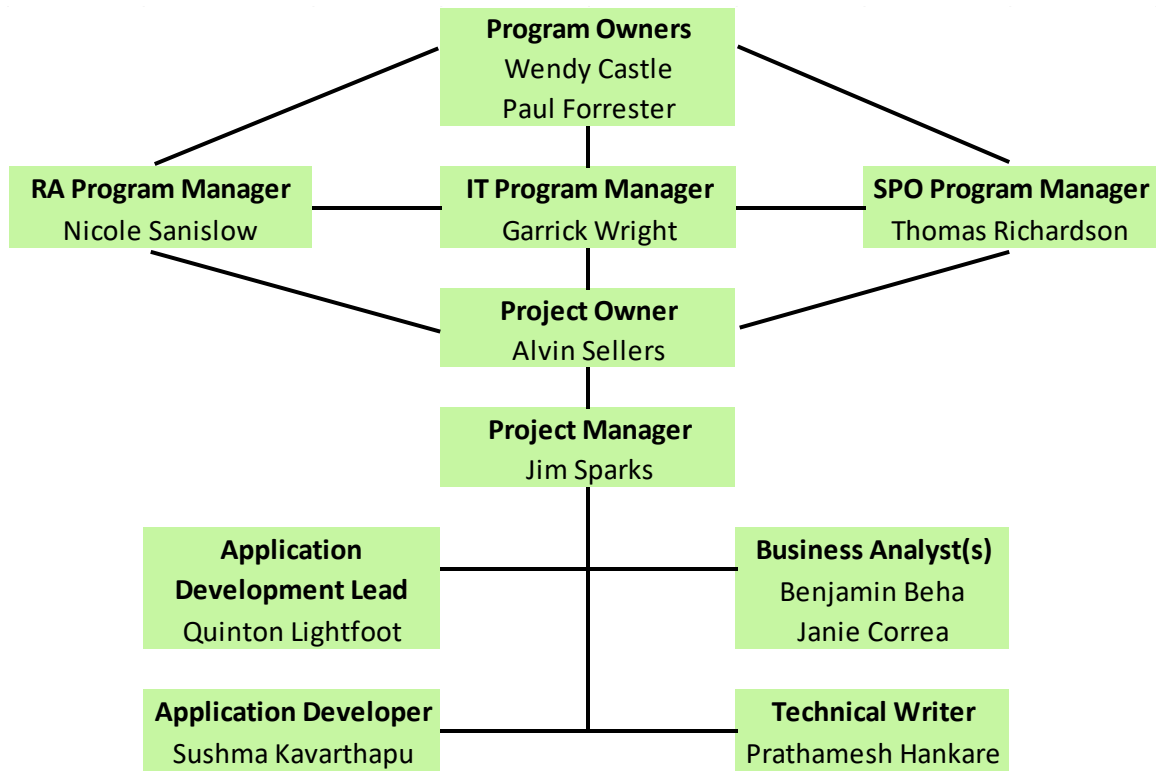 Program Owners
Wendy Castle
Paul Forrester
RA Program Manager
Nicole Sanislow
IT Program Manager
Garrick Wright
SPO Program Manager
Thomas Richardson
Project Owner
Alvin Sellers
Project Manager
Jim Sparks
Application
Development Lead
Quinton Lightfoot
Business Analyst(s)
Benjamin Beha
Janie Correa
Application Developer
Sushma Kavarthapu
Technical Writer
Prathamesh Hankare